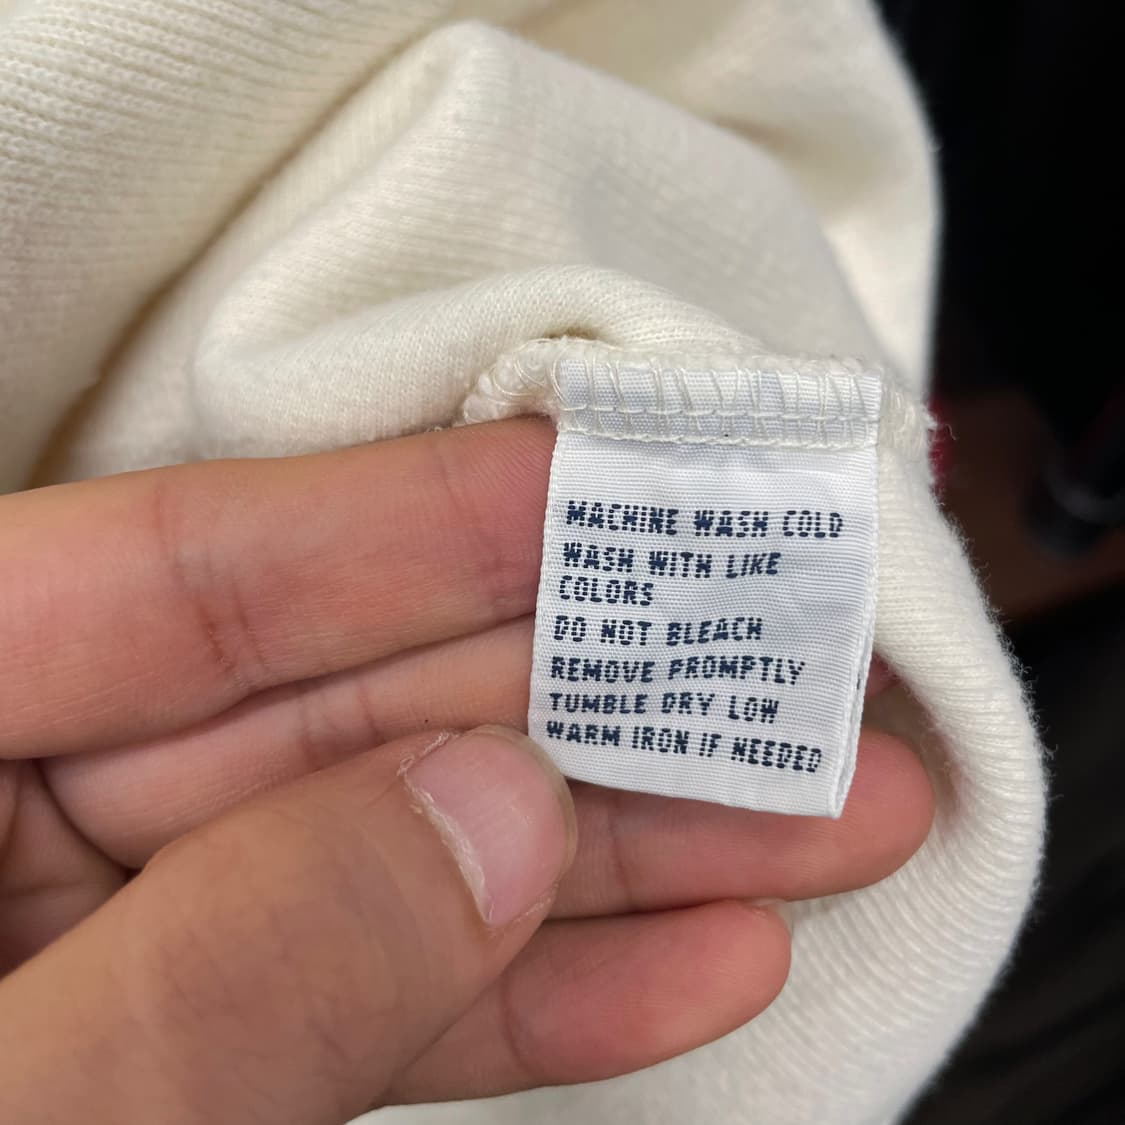 MACHINE WASH COLD
WASH WITH LIKE
COLORS
DO NOT BLEACH
REMOVE PROMPTLY
TUMBLE DRY LOW
WARM IRON IF NEEDED